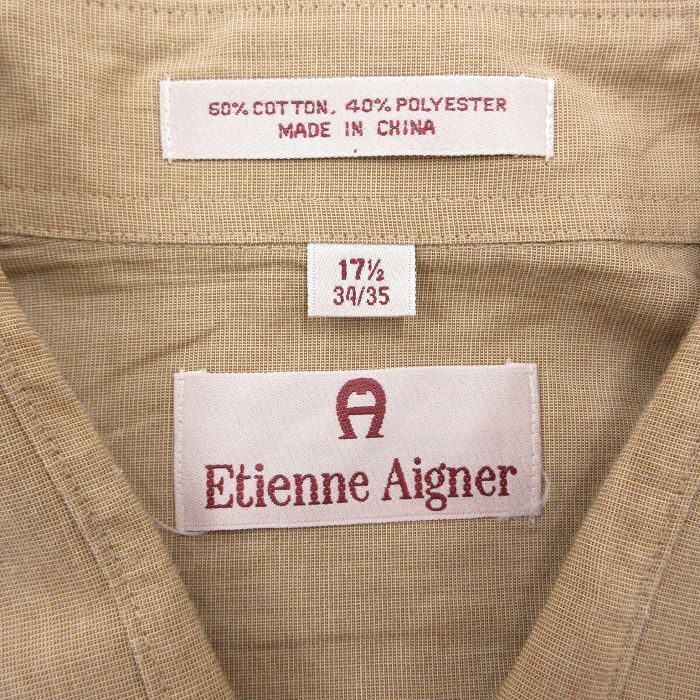 60% COTTON, 40% POLYESTER
MADE IN CHINA
17½
34/35
A
Etienne Aigner